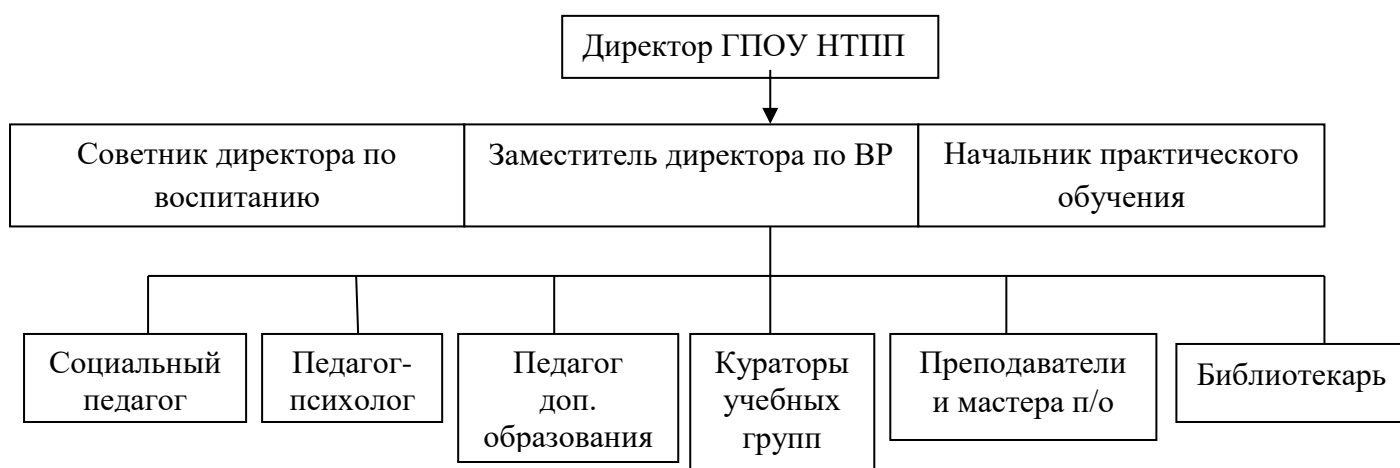 Директор ГПОУ НТПП
Советник директора по
воспитанию
Заместитель директора по ВР
Начальник практического
обучения
Социальный
педагог
Педагог-
психолог
Педагог
доп.
образования
Кураторы
учебных
групп
Преподаватели
и мастера п/о
Библиотекарь